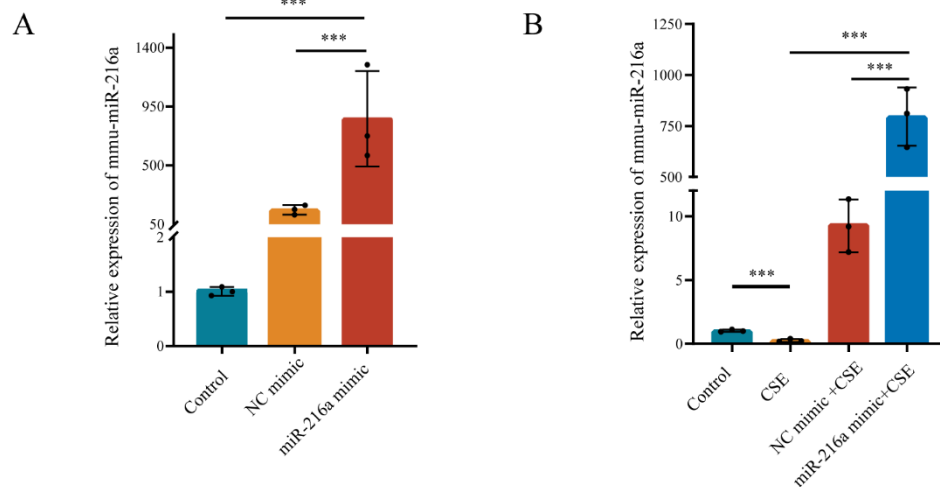 A
Relative expression of mmu-miR-216a
1400
950
500
50
2
1
0
***
***
Control
NC mimic
miR-216a mimic
B
Relative expression of mmu-miR-216a
1250
1000
750
500
10
5
0
***
***
***
Control
CSE
NC mimic +CSE
miR-216a mimic+CSE